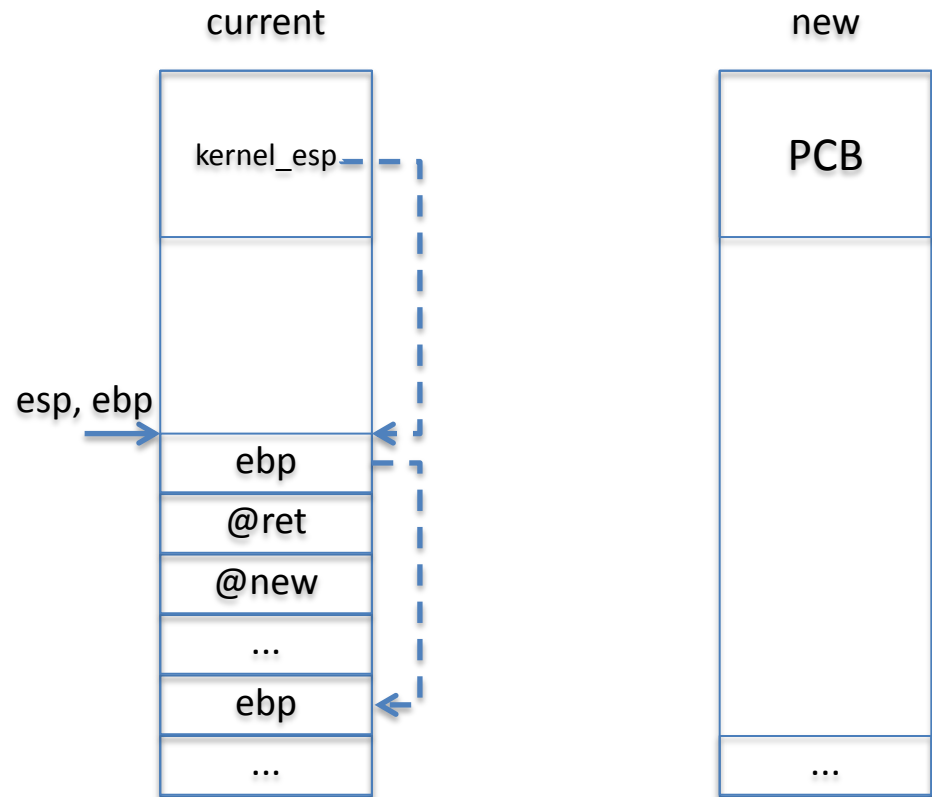 current
new
kernel_esp
PCB
esp, ebp
ebp
@ret
@new
...
ebp
...
...